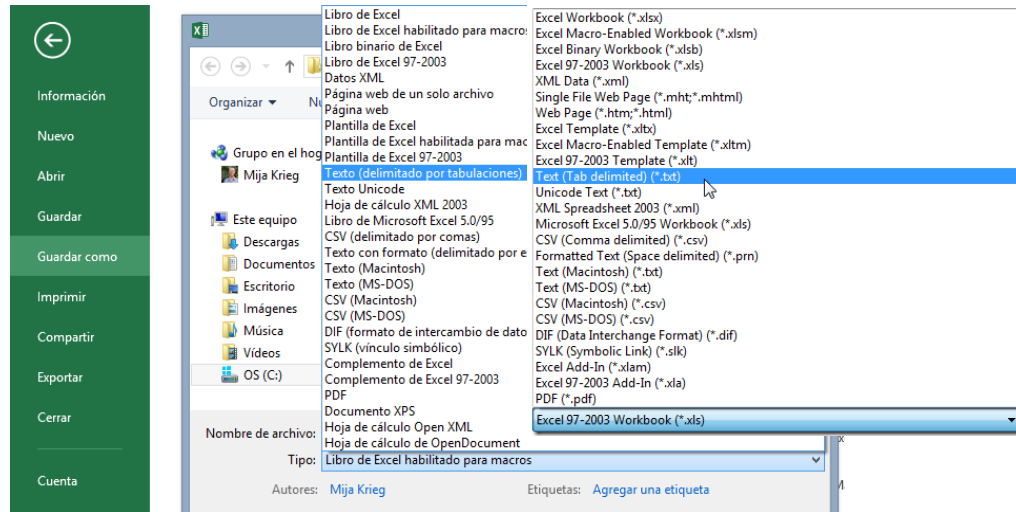 Información
Nuevo
Abrir
Guardar
Guardar como
Imprimir
Compartir
Exportar
Cerrar
Cuenta
Organizar
Grupo en el hog
Mija Krieg
Este equipo
Descargas
Documentos
Escritorio
Imágenes
Música
Vídeos
OS (C:)
Libro de Excel
Libro de Excel habilitado para macro
Libro binario de Excel
Libro de Excel 97-2003
Datos XML
Página web de un solo archivo
Página web
Plantilla de Excel
Plantilla de Excel habilitada para mac
Plantilla de Excel 97-2003
Texto (delimitado por tabulaciones)
Texto Unicode
Hoja de cálculo XML 2003
Libro de Microsoft Excel 5.0/95
CSV (delimitado por comas)
Texto con formato (delimitado por e
Texto (Macintosh)
Texto (MS-DOS)
CSV (Macintosh)
CSV (MS-DOS)
DIF (formato de intercambio de dato
SYLK (vínculo simbólico)
Complemento de Excel
Complemento de Excel 97-2003
PDF
Documento XPS
Hoja de cálculo Open XML
Hoja de cálculo de OpenDocument
Excel Workbook (*.xlsx)
Excel Macro-Enabled Workbook (*.xlsm)
Excel Binary Workbook (*.xlsb)
Excel 97-2003 Workbook (*.xls)
XML Data (*.xml)
Single File Web Page (*.mht;*.mhtml)
Web Page (*.htm;*.html)
Excel Template (*.xltx)
Excel Macro-Enabled Template (*.xltm)
Excel 97-2003 Template (*.xlt)
Text (Tab delimited) (*.txt)
Unicode Text (*.txt)
XML Spreadsheet 2003 (*.xml)
Microsoft Excel 5.0/95 Workbook (*.xls)
CSV (Comma delimited) (*.csv)
Formatted Text (Space delimited) (*.prn)
Text (Macintosh) (*.txt)
Text (MS-DOS) (*.txt)
CSV (Macintosh) (*.csv)
CSV (MS-DOS) (*.csv)
DIF (Data Interchange Format) (*.dif)
SYLK (Symbolic Link) (*.slk)
Excel Add-In (*.xlam)
Excel 97-2003 Add-In (*.xla)
PDF (*.pdf)
Excel 97-2003 Workbook (*.xls)
Nombre de archivo:
Tipo: Libro de Excel habilitado para macros
Autores: Mija Krieg Etiquetas: Agregar una etiqueta